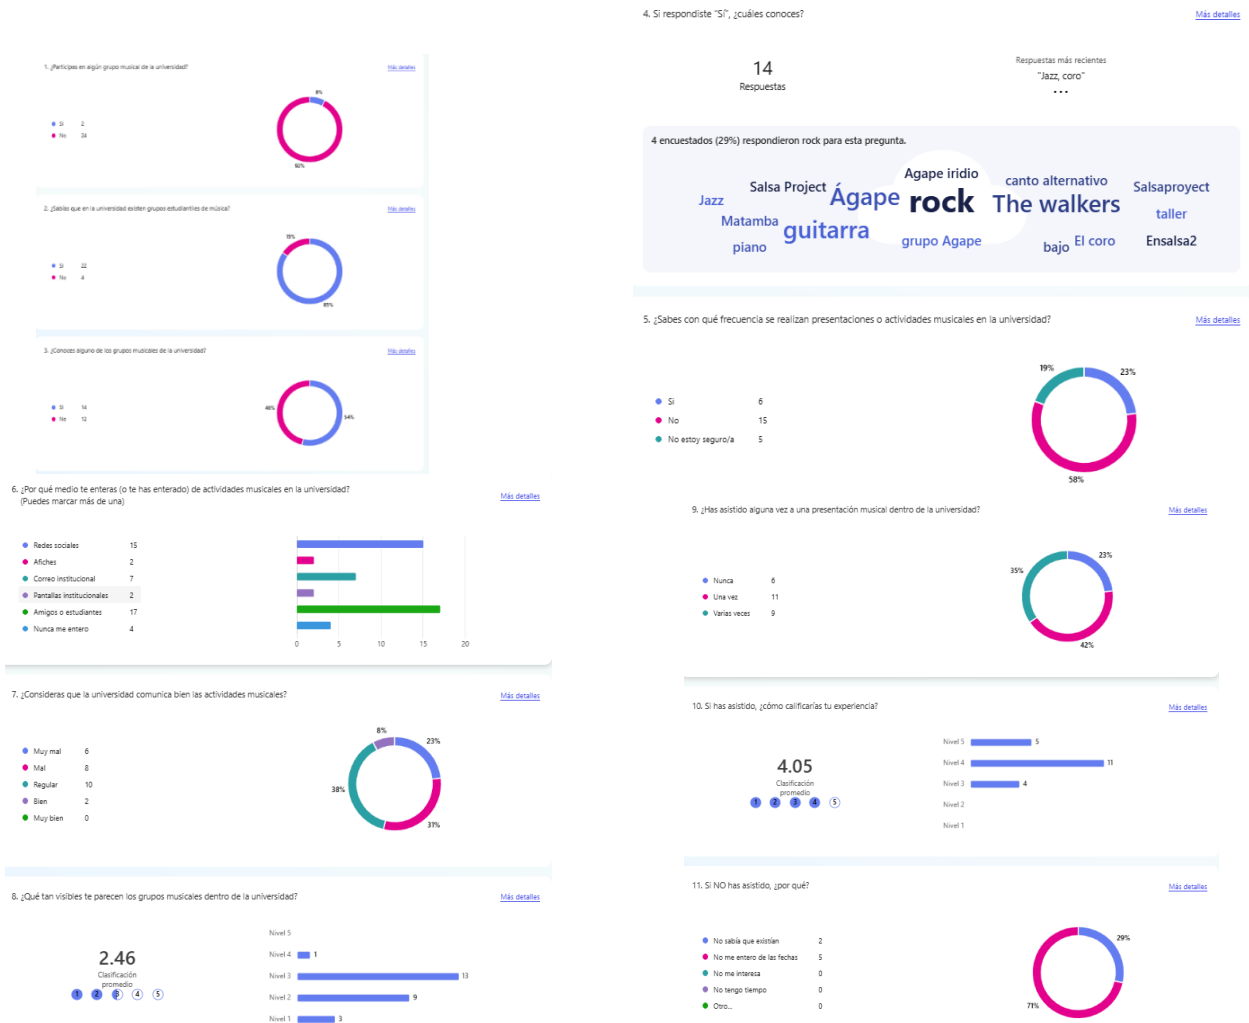 1. ¿Participas en algún grupo musical de la universidad?
Más detalles
Si 2
No 24
8%
92%
2. ¿Sabías que en la universidad existen grupos estudiantiles de música?
Más detalles
Si 22
No 4
15%
85%
3. ¿Conoces alguno de los grupos musicales de la universidad?
Más detalles
Si 14
No 12
46%
54%
4. Si respondiste "Sí", ¿cuáles conoces?
Más detalles
14
Respuestas
Respuestas más recientes
"Jazz, coro"
...
4 encuestados (29%) respondieron rock para esta pregunta.
Agape iridio
Salsa Project
canto alternativo
Salsaproyect
Jazz
Ágape
rock
The walkers
Matamba
guitarra
taller
piano
grupo Agape
bajo
El coro
Ensalsa2
5. ¿Sabes con qué frecuencia se realizan presentaciones o actividades musicales en la universidad?
Más detalles
Si 6
No 15
No estoy seguro/a 5
19%
23%
58%
6. ¿Por qué medio te enteras (o te has enterado) de actividades musicales en la universidad?
(Puedes marcar más de una)
Más detalles
Redes sociales 15
Afiches 2
Correo institucional 7
Pantallas institucionales 2
Amigos o estudiantes 17
Nunca me entero 4
0 5 10 15 20
7. ¿Consideras que la universidad comunica bien las actividades musicales?
Más detalles
Muy mal 6
Mal 8
Regular 10
Bien 2
Muy bien 0
8%
23%
38%
31%
8. ¿Qué tan visibles te parecen los grupos musicales dentro de la universidad?
Más detalles
2.46
Clasificación
promedio
1 2 3 4 5
Nivel 5
Nivel 4 1
Nivel 3 13
Nivel 2 9
Nivel 1 3
9. ¿Has asistido alguna vez a una presentación musical dentro de la universidad?
Más detalles
Nunca 6
Una vez 11
Varias veces 9
35%
23%
42%
10. Si has asistido, ¿cómo calificarías tu experiencia?
Más detalles
4.05
Clasificación
promedio
1 2 3 4 5
Nivel 5 5
Nivel 4 11
Nivel 3 4
Nivel 2
Nivel 1
11. Si NO has asistido, ¿por qué?
Más detalles
No sabía que existían 2
No me entero de las fechas 5
No me interesa 0
No tengo tiempo 0
Otro... 0
29%
71%